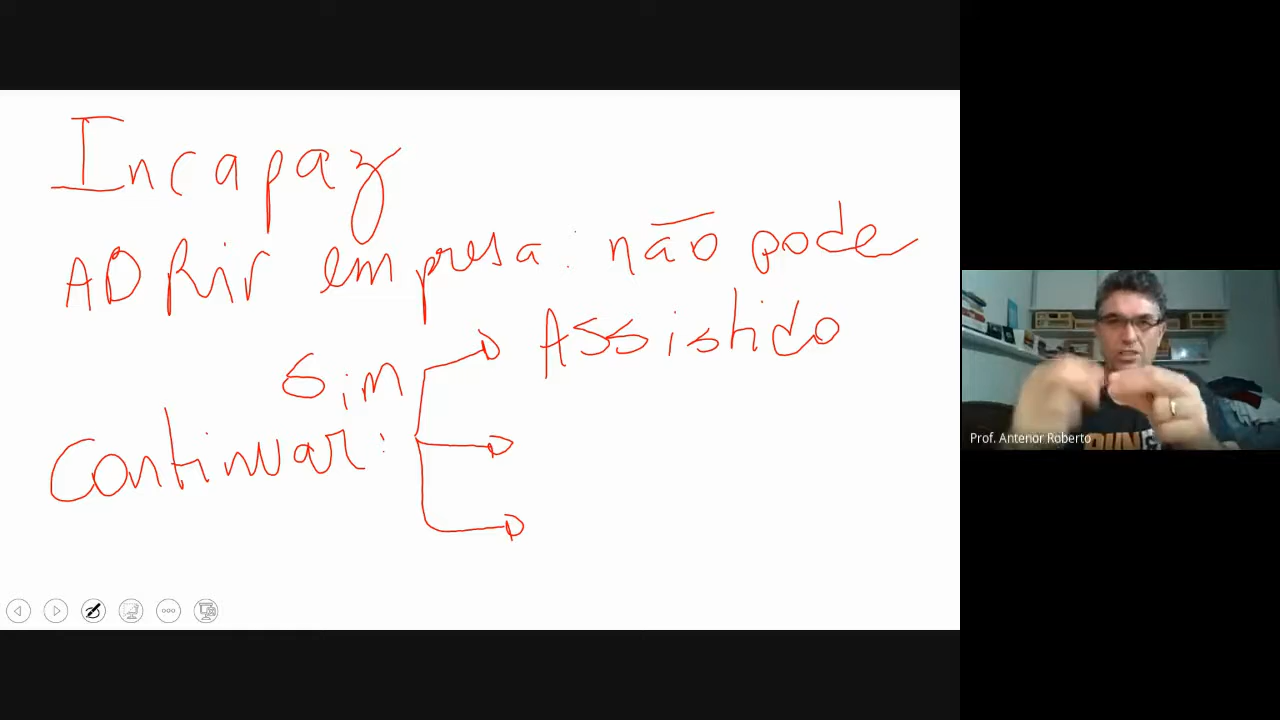 Incapaz
ABRir empresa: não pode
Assistido
Sim
Continuar:
Prof. Antenor Roberto